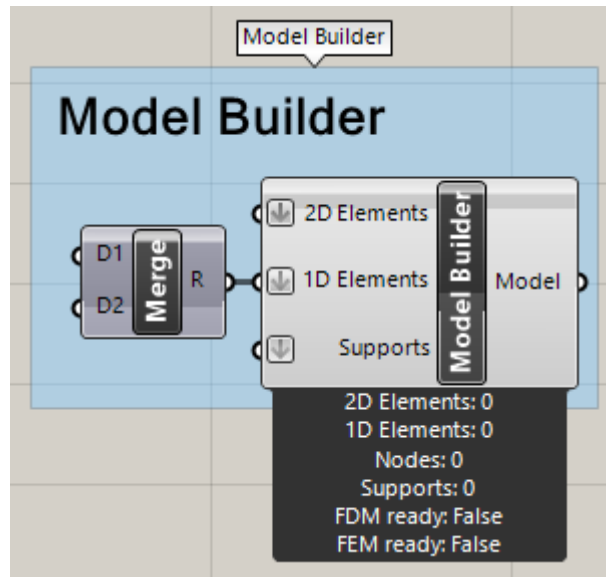 Model Builder
Model Builder
D1
D2
Merge
R
2D Elements
1D Elements
Supports
Model Builder
Model
2D Elements: 0
1D Elements: 0
Nodes: 0
Supports: 0
FDM ready: False
FEM ready: False